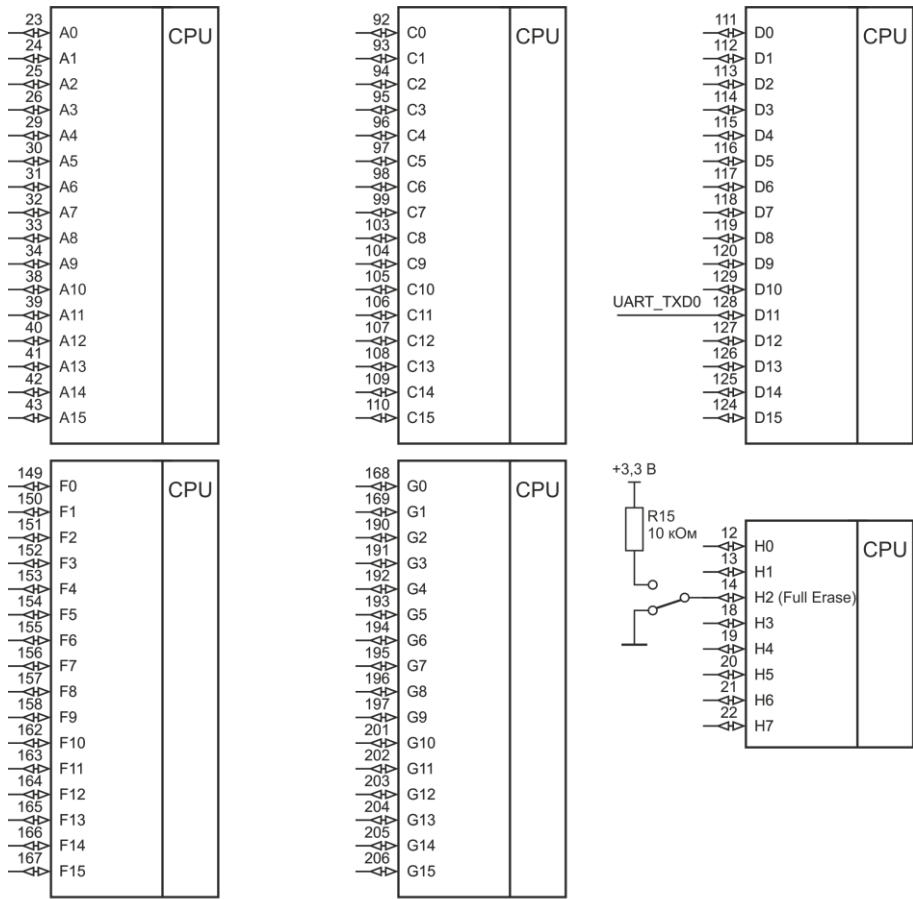 23 A0 CPU
24 A1
25 A2
26 A3
29 A4
30 A5
31 A6
32 A7
33 A8
34 A9
38 A10
39 A11
40 A12
41 A13
42 A14
43 A15
92 C0 CPU
93 C1
94 C2
95 C3
96 C4
97 C5
98 C6
99 C7
103 C8
104 C9
105 C10
106 C11
107 C12
108 C13
109 C14
110 C15
111 D0 CPU
112 D1
113 D2
114 D3
115 D4
116 D5
117 D6
118 D7
119 D8
120 D9
129 D10
UART_TXD0 128 D11
127 D12
126 D13
125 D14
124 D15
149 F0 CPU
150 F1
151 F2
152 F3
153 F4
154 F5
155 F6
156 F7
157 F8
158 F9
162 F10
163 F11
164 F12
165 F13
166 F14
167 F15
168 G0 CPU
169 G1
190 G2
191 G3
192 G4
193 G5
194 G6
195 G7
196 G8
197 G9
201 G10
202 G11
203 G12
204 G13
205 G14
206 G15
+3,3 В
R15
10 кОм
12 H0 CPU
13 H1
14 H2 (Full Erase)
18 H3
19 H4
20 H5
21 H6
22 H7